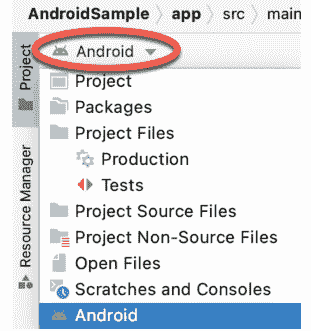 AndroidSample › app › src › main
Project
Android
Project
Packages
Project Files
Production
Tests
Project Source Files
Project Non-Source Files
Open Files
Scratches and Consoles
Android
Resource Manager